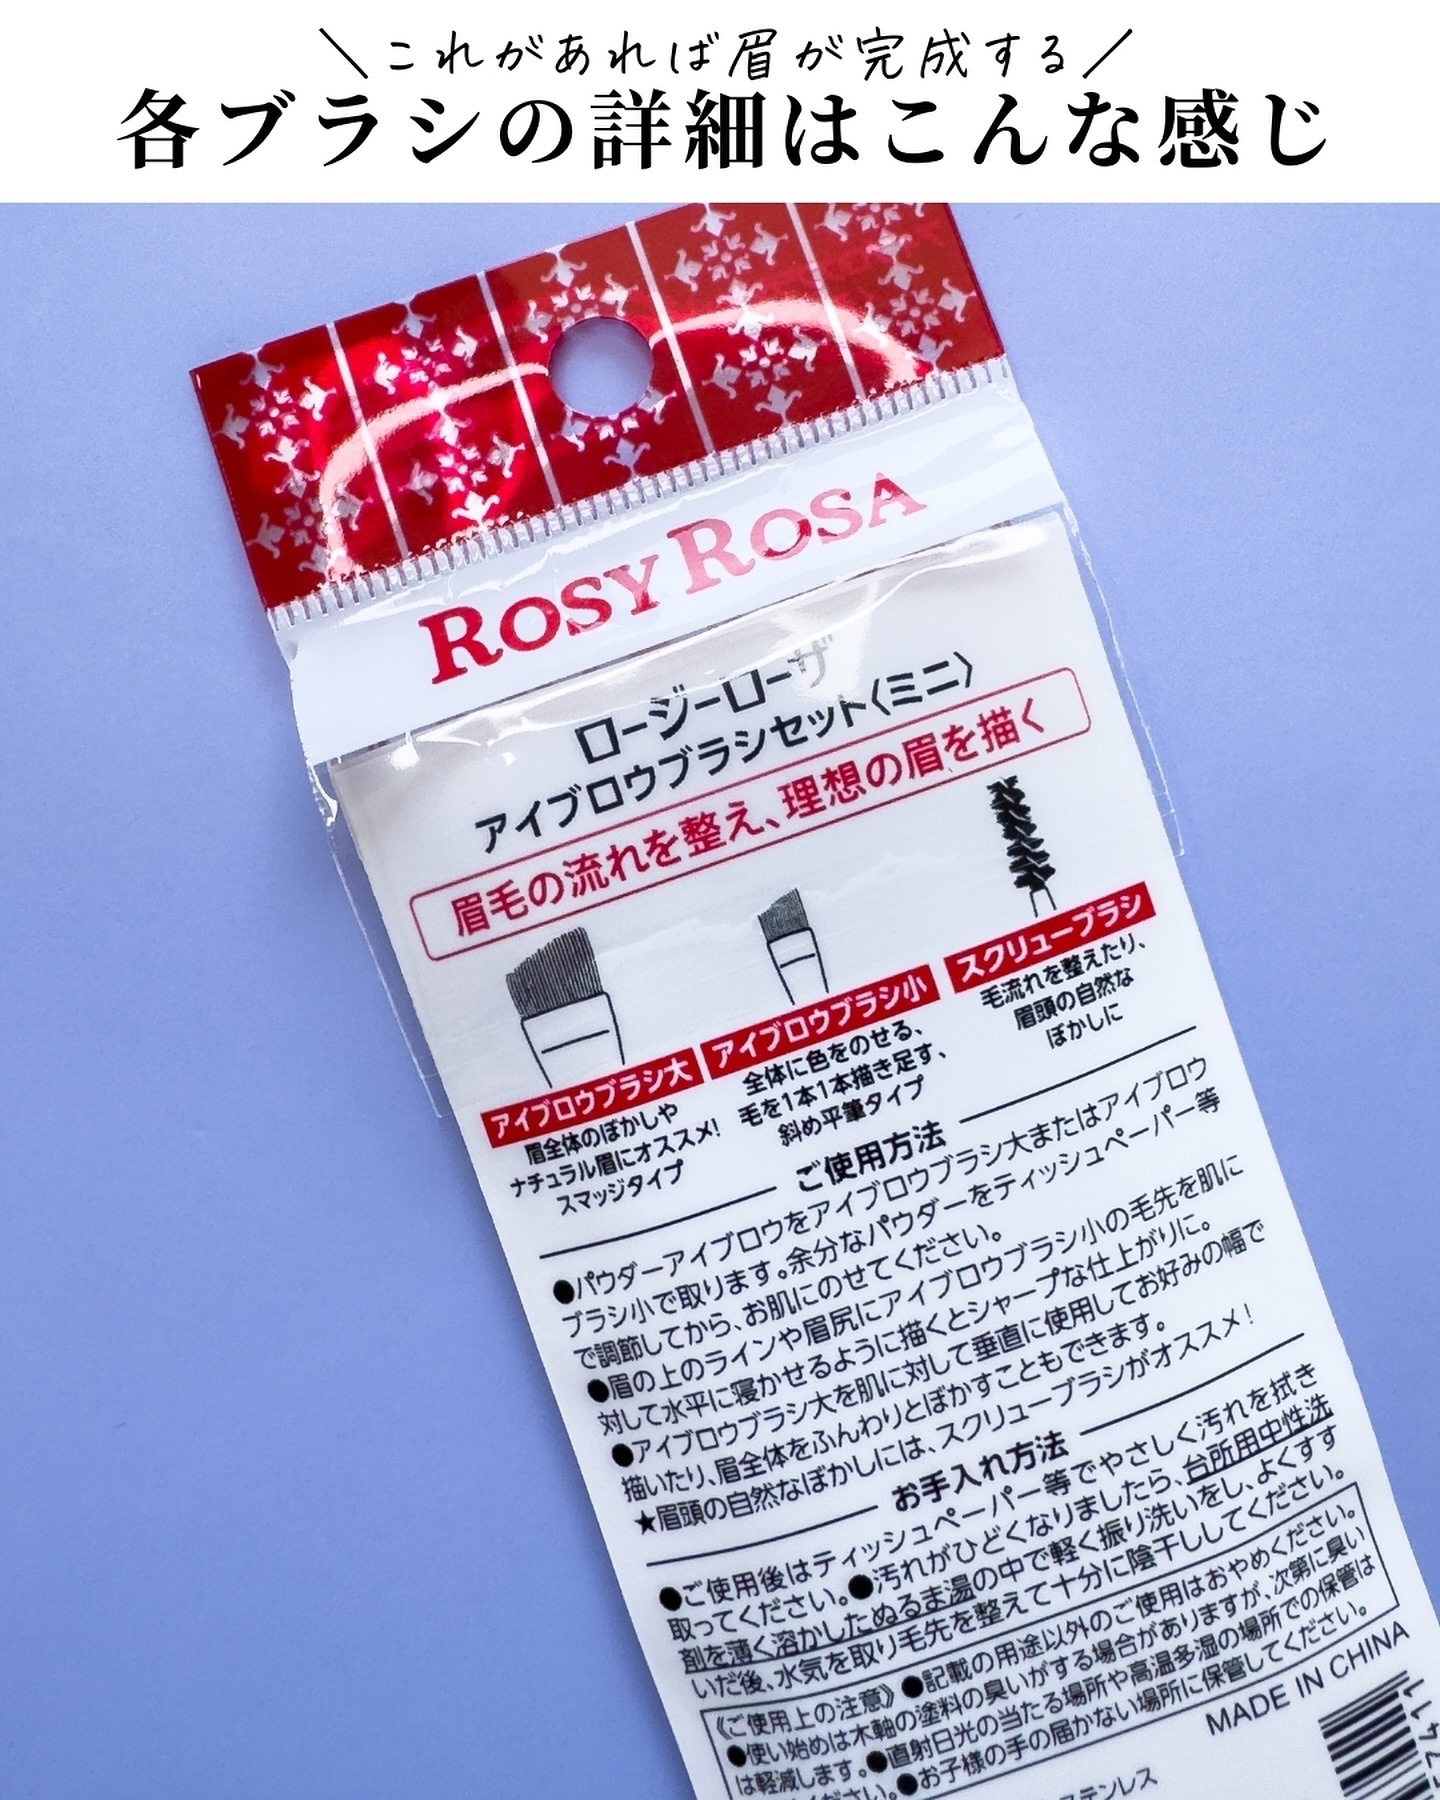 ＼これがあれば眉が完成する／
各ブラシの詳細はこんな感じ
ROSY ROSA
ロージーローザ
アイブロウブラシセット〈ミニ〉
眉毛の流れを整え、理想の眉を描く
アイブロウブラシ大
眉全体のぼかしや
ナチュラル眉にオススメ!
スマッジタイプ
アイブロウブラシ小
全体に色をのせる、
毛を1本1本描き足す、
斜め平筆タイプ
スクリューブラシ
毛流れを整えたり、
眉頭の自然な
ぼかしに
ご使用方法
●パウダーアイブロウをアイブロウブラシ大またはアイブロウ
ブラシ小で取ります。余分なパウダーをティッシュペーパー等
で調節してから、お肌にのせてください。
●眉の上のラインや眉尻にアイブロウブラシ小の毛先を肌に
対して水平に寝かせるように描くとシャープな仕上がりに。
●アイブロウブラシ大を肌に対して垂直に使用してお好みの幅で
描いたり、眉全体をふんわりとぼかすこともできます。
★眉頭の自然なぼかしには、スクリューブラシがオススメ!
お手入れ方法
●ご使用後はティッシュペーパー等でやさしく汚れを拭き
取ってください。●汚れがひどくなりましたら、台所用中性洗
剤を薄く溶かしたぬるま湯の中で軽く振り洗いをし、よくすす
いだ後、水気を取り毛先を整えて十分に陰干ししてください。
《ご使用上の注意》●記載の用途以外のご使用はおやめください。
●使い始めは木軸の塗料の臭いがする場合がありますが、次第に臭い
は軽減します。●直射日光の当たる場所や高温多湿の場所での保管は
ください。●お子様の手の届かない場所に保管してください。
MADE IN CHINA
ステンレス